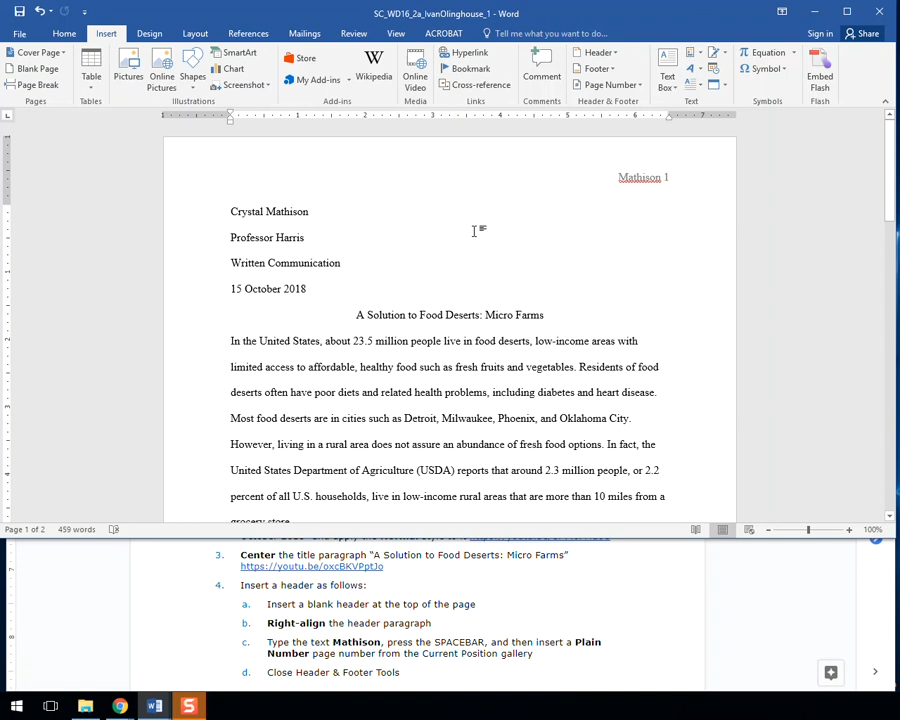 SC_WD16_2a_IvanOlinghouse_1 - Word
File Home Insert Design Layout References Mailings Review View ACROBAT Tell me what you want to do... Sign in Share
Cover Page
Blank Page
Page Break
Pages
Table
Tables
Pictures
Online Pictures
Shapes
SmartArt
Chart
Screenshot
Illustrations
Store
My Add-ins
Wikipedia
Add-ins
Online Video
Media
Hyperlink
Bookmark
Cross-reference
Links
Comment
Comments
Header
Footer
Page Number
Header & Footer
Text Box
Text
Equation
Symbol
Symbols
Embed Flash
Flash
1 1 2 3 4 5 6 7
Mathison 1
Crystal Mathison
Professor Harris
Written Communication
15 October 2018
A Solution to Food Deserts: Micro Farms
In the United States, about 23.5 million people live in food deserts, low-income areas with
limited access to affordable, healthy food such as fresh fruits and vegetables. Residents of food
deserts often have poor diets and related health problems, including diabetes and heart disease.
Most food deserts are in cities such as Detroit, Milwaukee, Phoenix, and Oklahoma City.
However, living in a rural area does not assure an abundance of fresh food options. In fact, the
United States Department of Agriculture (USDA) reports that around 2.3 million people, or 2.2
percent of all U.S. households, live in low-income rural areas that are more than 10 miles from a
grocery store.
Page 1 of 2 459 words 100%
3. Center the title paragraph “A Solution to Food Deserts: Micro Farms”
https://youtu.be/oxcBKVPptJo
4. Insert a header as follows:
a. Insert a blank header at the top of the page
b. Right-align the header paragraph
c. Type the text Mathison, press the SPACEBAR, and then insert a Plain
Number page number from the Current Position gallery
d. Close Header & Footer Tools